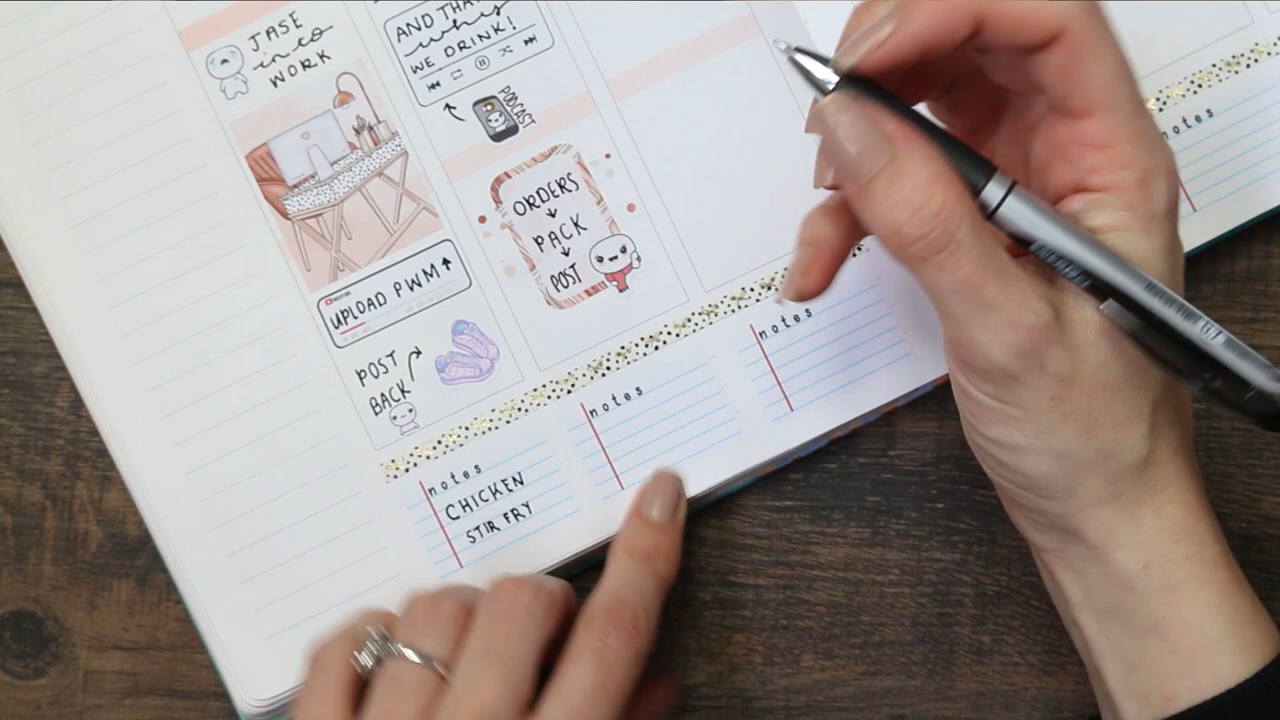 JASE
into
WORK
UPLOAD PWM
POST
BACK
AND THAT
why
WE DRINK!
PODCAST
ORDERS
PACK
POST
notes
CHICKEN
STIR FRY
notes
notes
notes